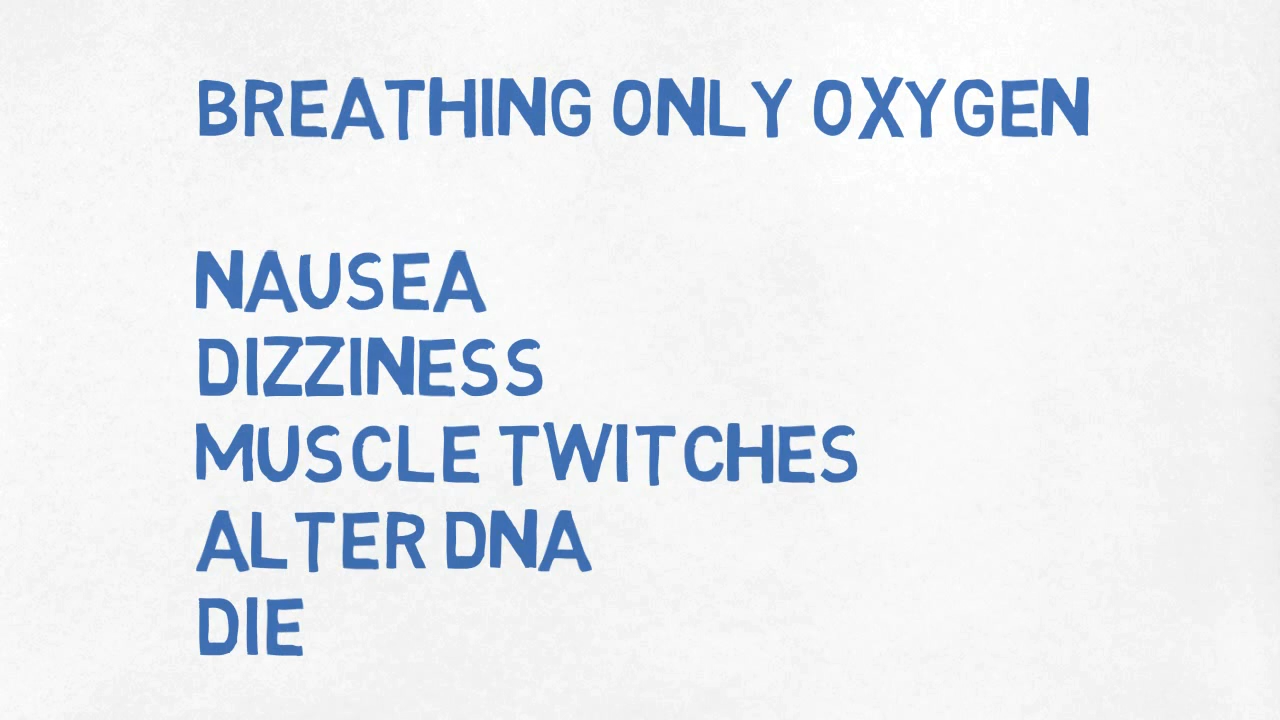 BREATHING ONLY OXYGEN
NAUSEA
DIZZINESS
MUSCLE TWITCHES
ALTER DNA
DIE